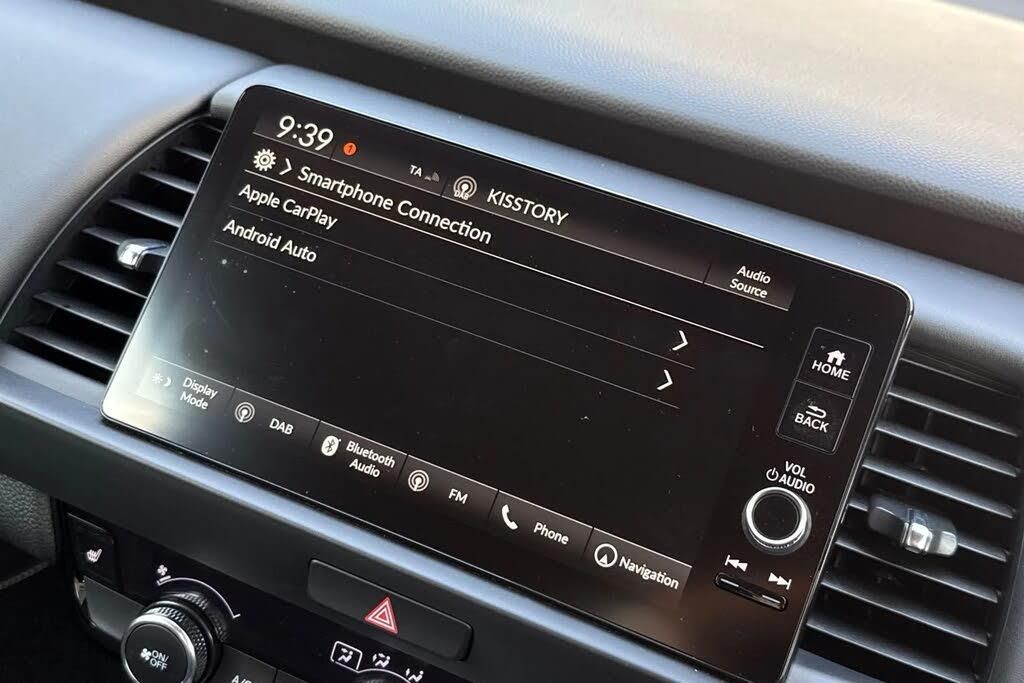 9:39
1
TA
DAB
KISSTORY
Smartphone Connection
Audio
Source
Apple CarPlay
Android Auto
HOME
BACK
VOL
AUDIO
Display
Mode
DAB
Bluetooth
Audio
FM
Phone
Navigation
ON/
OFF